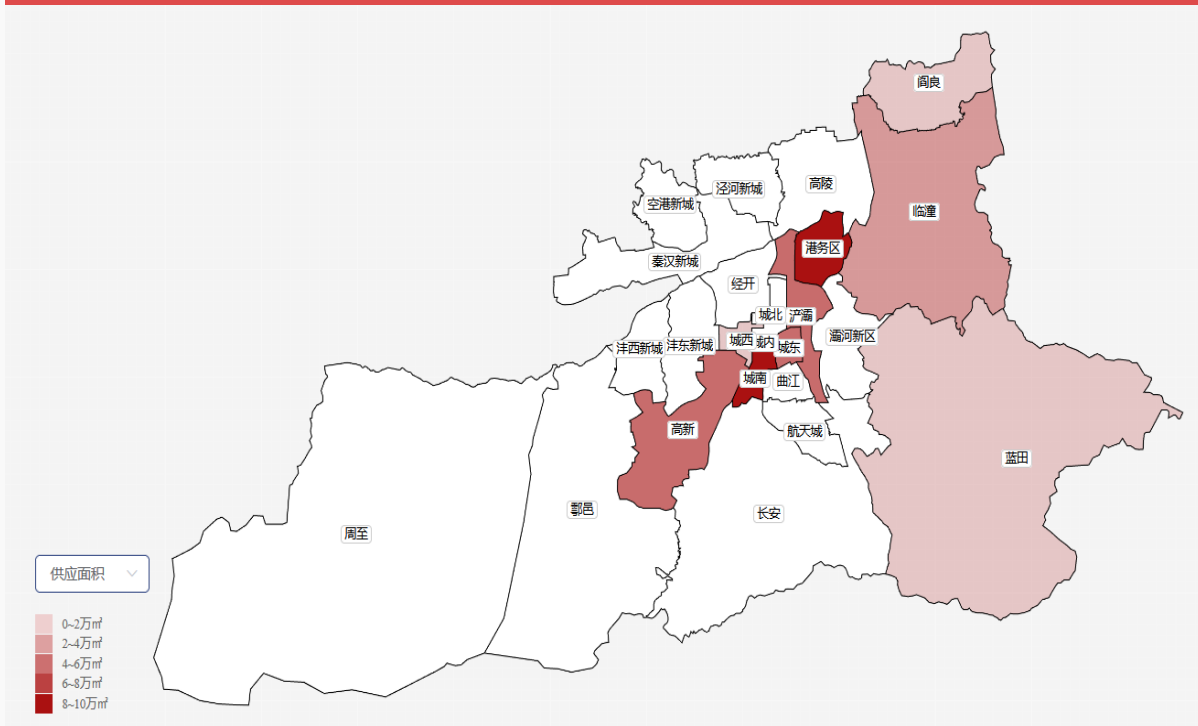 阎良
高陵
泾河新城
空港新城
临潼
港务区
秦汉新城
经开
城北
浐灞
灞河新区
城西
城内
城东
沣西新城
沣东新城
城南
曲江
高新
航天城
蓝田
鄠邑
长安
周至
供应面积
0~2万㎡
2~4万㎡
4~6万㎡
6~8万㎡
8~10万㎡